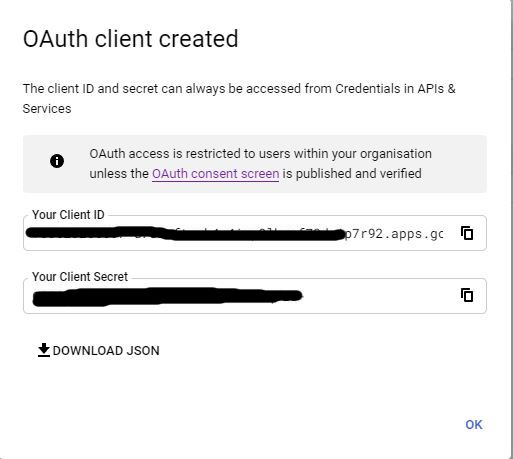 OAuth client created
The client ID and secret can always be accessed from Credentials in APIs &
Services
OAuth access is restricted to users within your organisation
unless the OAuth consent screen is published and verified
Your Client ID
p7r92.apps.gc
Your Client Secret
DOWNLOAD JSON
OK